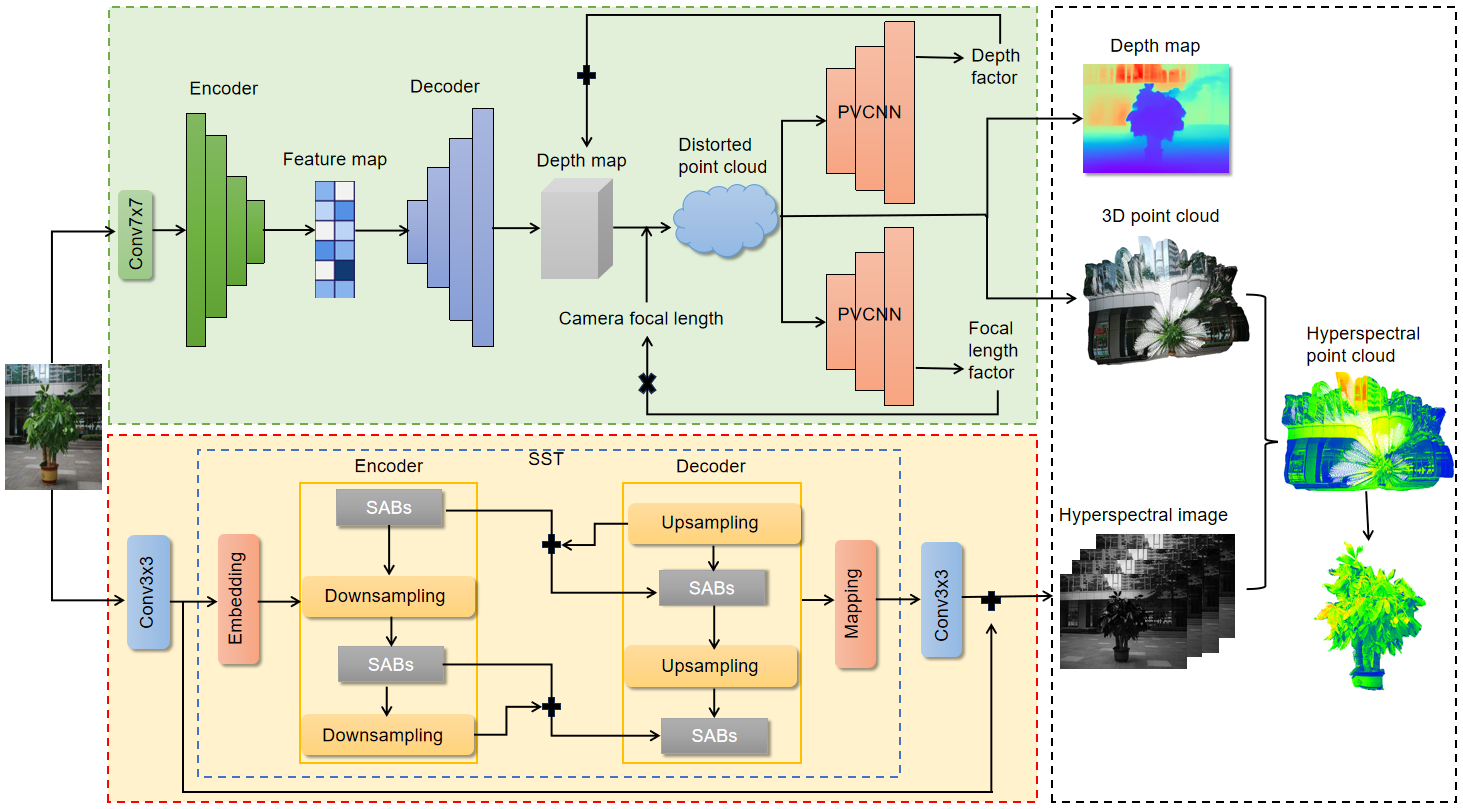 Encoder
Decoder
Feature map
Conv7x7
Depth map
Distorted
point cloud
PVCNN
Depth
factor
Camera focal length
PVCNN
Focal
length
factor
SST
Encoder
Decoder
Conv3x3
Embedding
SABs
Downsampling
SABs
Downsampling
Upsampling
SABs
Upsampling
SABs
Mapping
Conv3x3
Depth map
3D point cloud
Hyperspectral
point cloud
Hyperspectral image